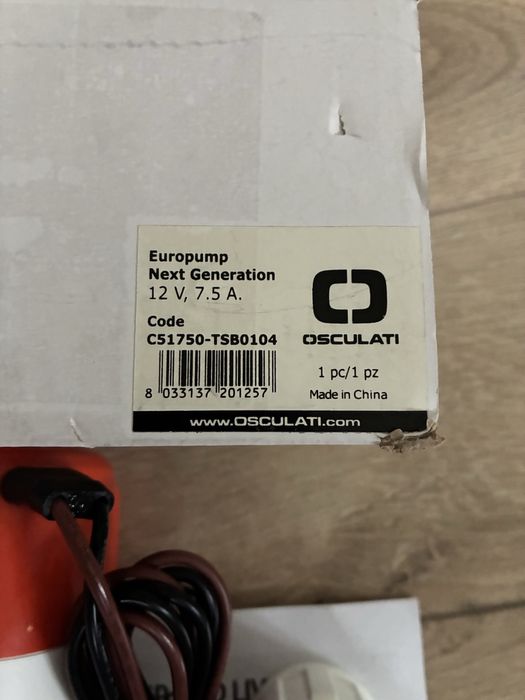 Europump
Next Generation
12 V, 7.5 A.
Code
C51750-TSB0104
OSCULATI
8 033137 201257
1 pc/1 pz
Made in China
www.OSCULATI.com